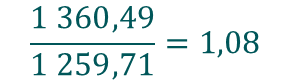 1 360,49
1 259,71 = 1,08